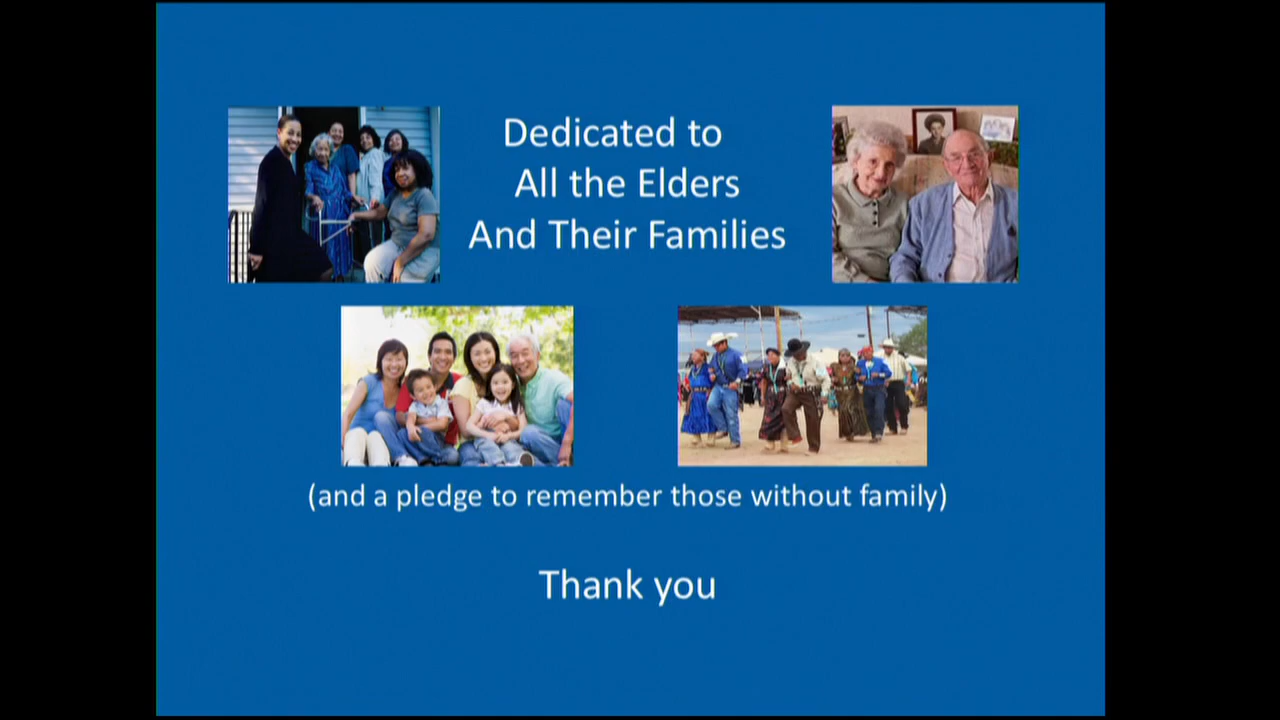 Dedicated to
All the Elders
And Their Families
(and a pledge to remember those without family)
Thank you